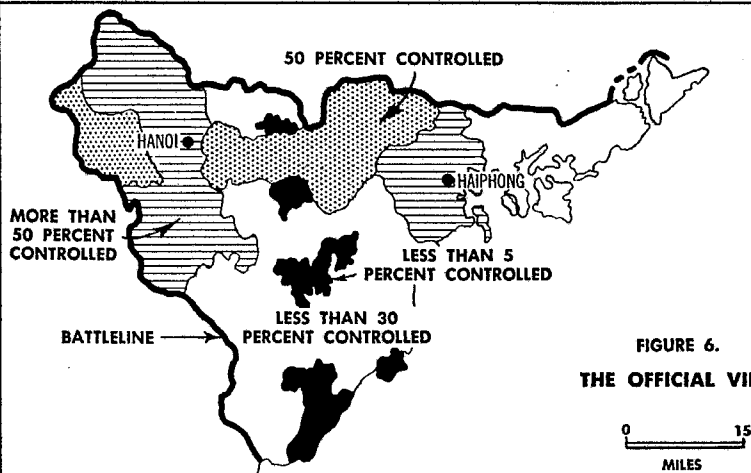 50 PERCENT CONTROLLED
HANOI
HAIPHONG
MORE THAN
50 PERCENT
CONTROLLED
LESS THAN 5
PERCENT CONTROLLED
LESS THAN 30
PERCENT CONTROLLED
BATTLELINE
FIGURE 6.
THE OFFICIAL
0 15
MILES